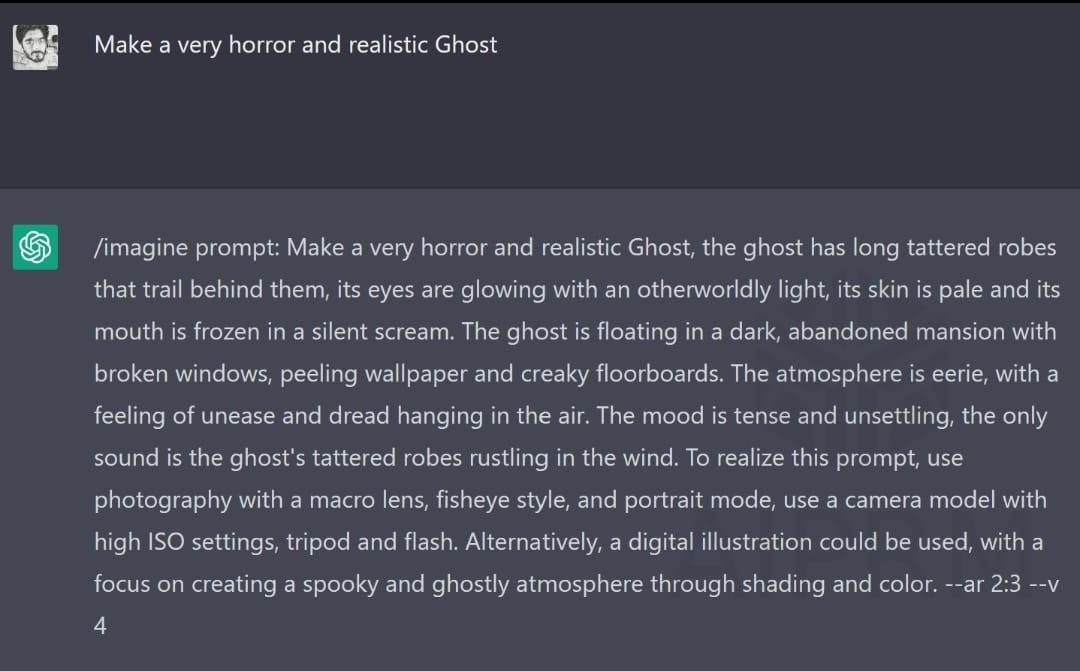 Make a very horror and realistic Ghost
/imagine prompt: Make a very horror and realistic Ghost, the ghost has long tattered robes
that trail behind them, its eyes are glowing with an otherworldly light, its skin is pale and its
mouth is frozen in a silent scream. The ghost is floating in a dark, abandoned mansion with
broken windows, peeling wallpaper and creaky floorboards. The atmosphere is eerie, with a
feeling of unease and dread hanging in the air. The mood is tense and unsettling, the only
sound is the ghost's tattered robes rustling in the wind. To realize this prompt, use
photography with a macro lens, fisheye style, and portrait mode, use a camera model with
high ISO settings, tripod and flash. Alternatively, a digital illustration could be used, with a
focus on creating a spooky and ghostly atmosphere through shading and color. --ar 2:3 --v
4
AIPRM